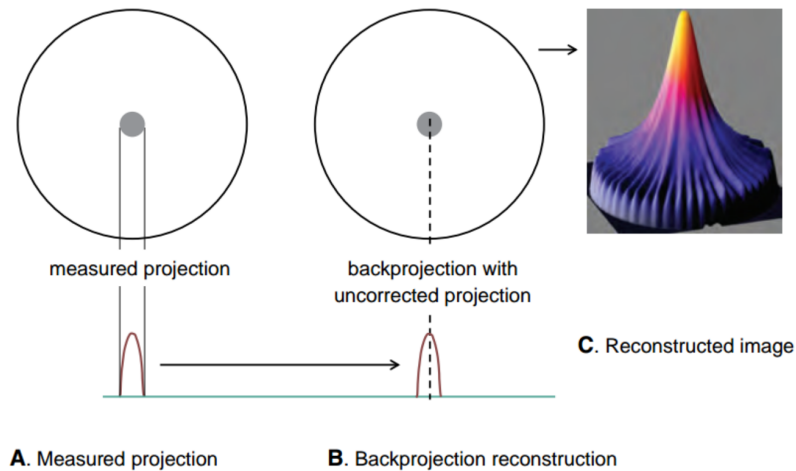 measured projection
backprojection with
uncorrected projection
C. Reconstructed image
A. Measured projection
B. Backprojection reconstruction